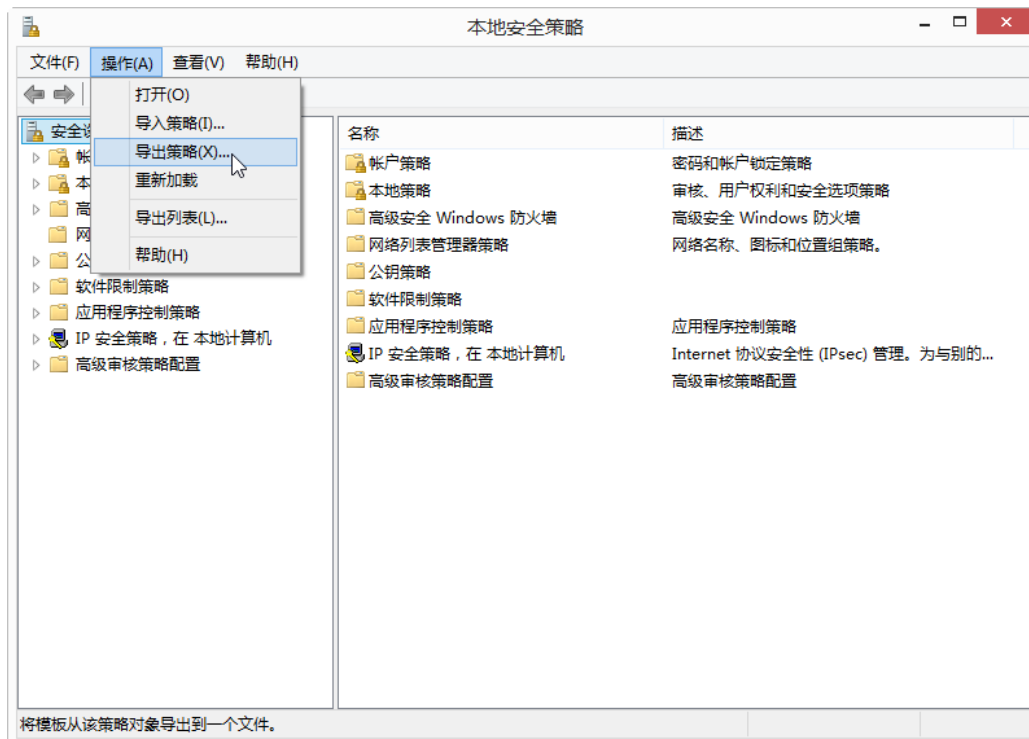 本地安全策略
文件(F) 操作(A) 查看(V) 帮助(H)
打开(O)
导入策略(I)...
导出策略(X)...
重新加载
导出列表(L)...
帮助(H)
安全设
帐
本
高
网
公
软件限制策略
应用程序控制策略
IP 安全策略，在 本地计算机
高级审核策略配置
名称 描述
帐户策略 密码和帐户锁定策略
本地策略 审核、用户权利和安全选项策略
高级安全 Windows 防火墙 高级安全 Windows 防火墙
网络列表管理器策略 网络名称、图标和位置组策略。
公钥策略
软件限制策略
应用程序控制策略 应用程序控制策略
IP 安全策略，在 本地计算机 Internet 协议安全性 (IPsec) 管理。为与别的...
高级审核策略配置 高级审核策略配置
将模板从该策略对象导出到一个文件。